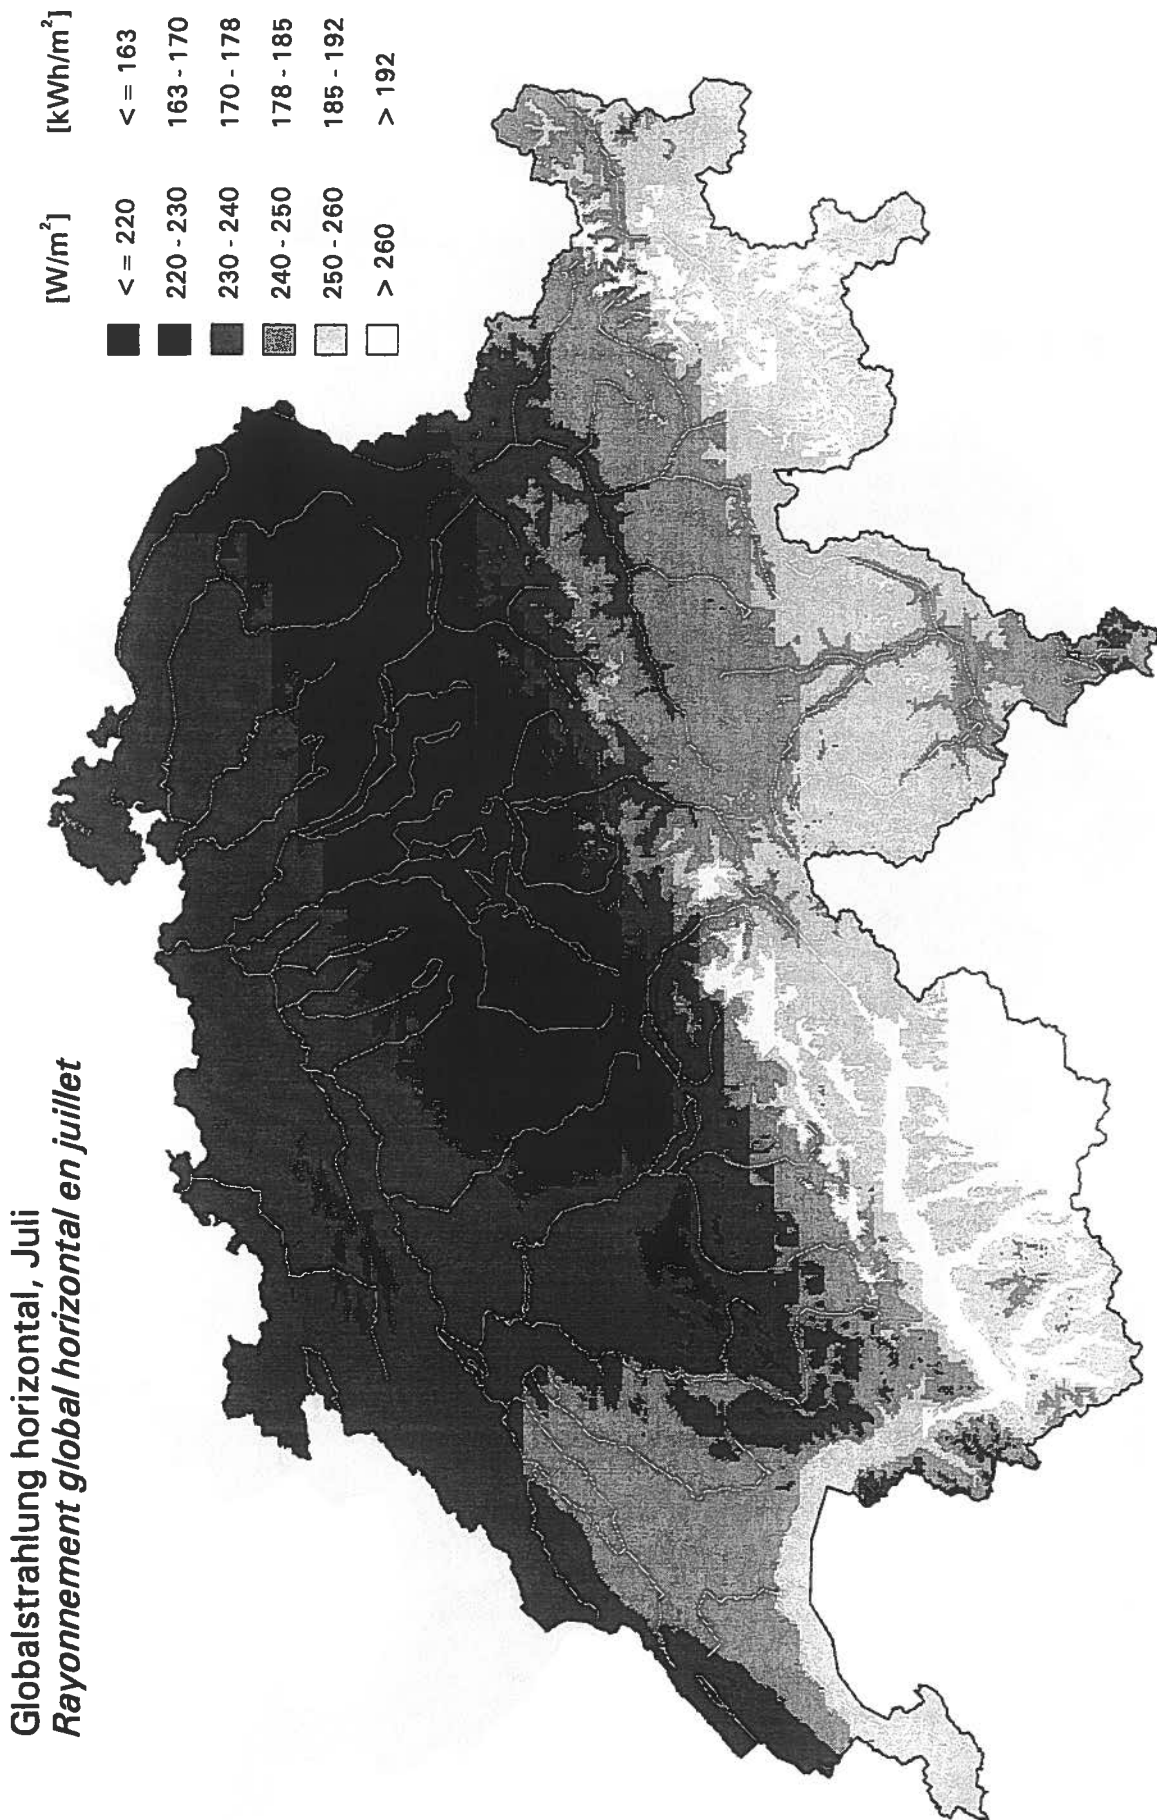 Globalstrahlung horizontal, Juli
Rayonnement global horizontal en juillet
[W/m²] [kWh/m²]
< = 220 < = 163
220 - 230 163 - 170
230 - 240 170 - 178
240 - 250 178 - 185
250 - 260 185 - 192
> 260 > 192